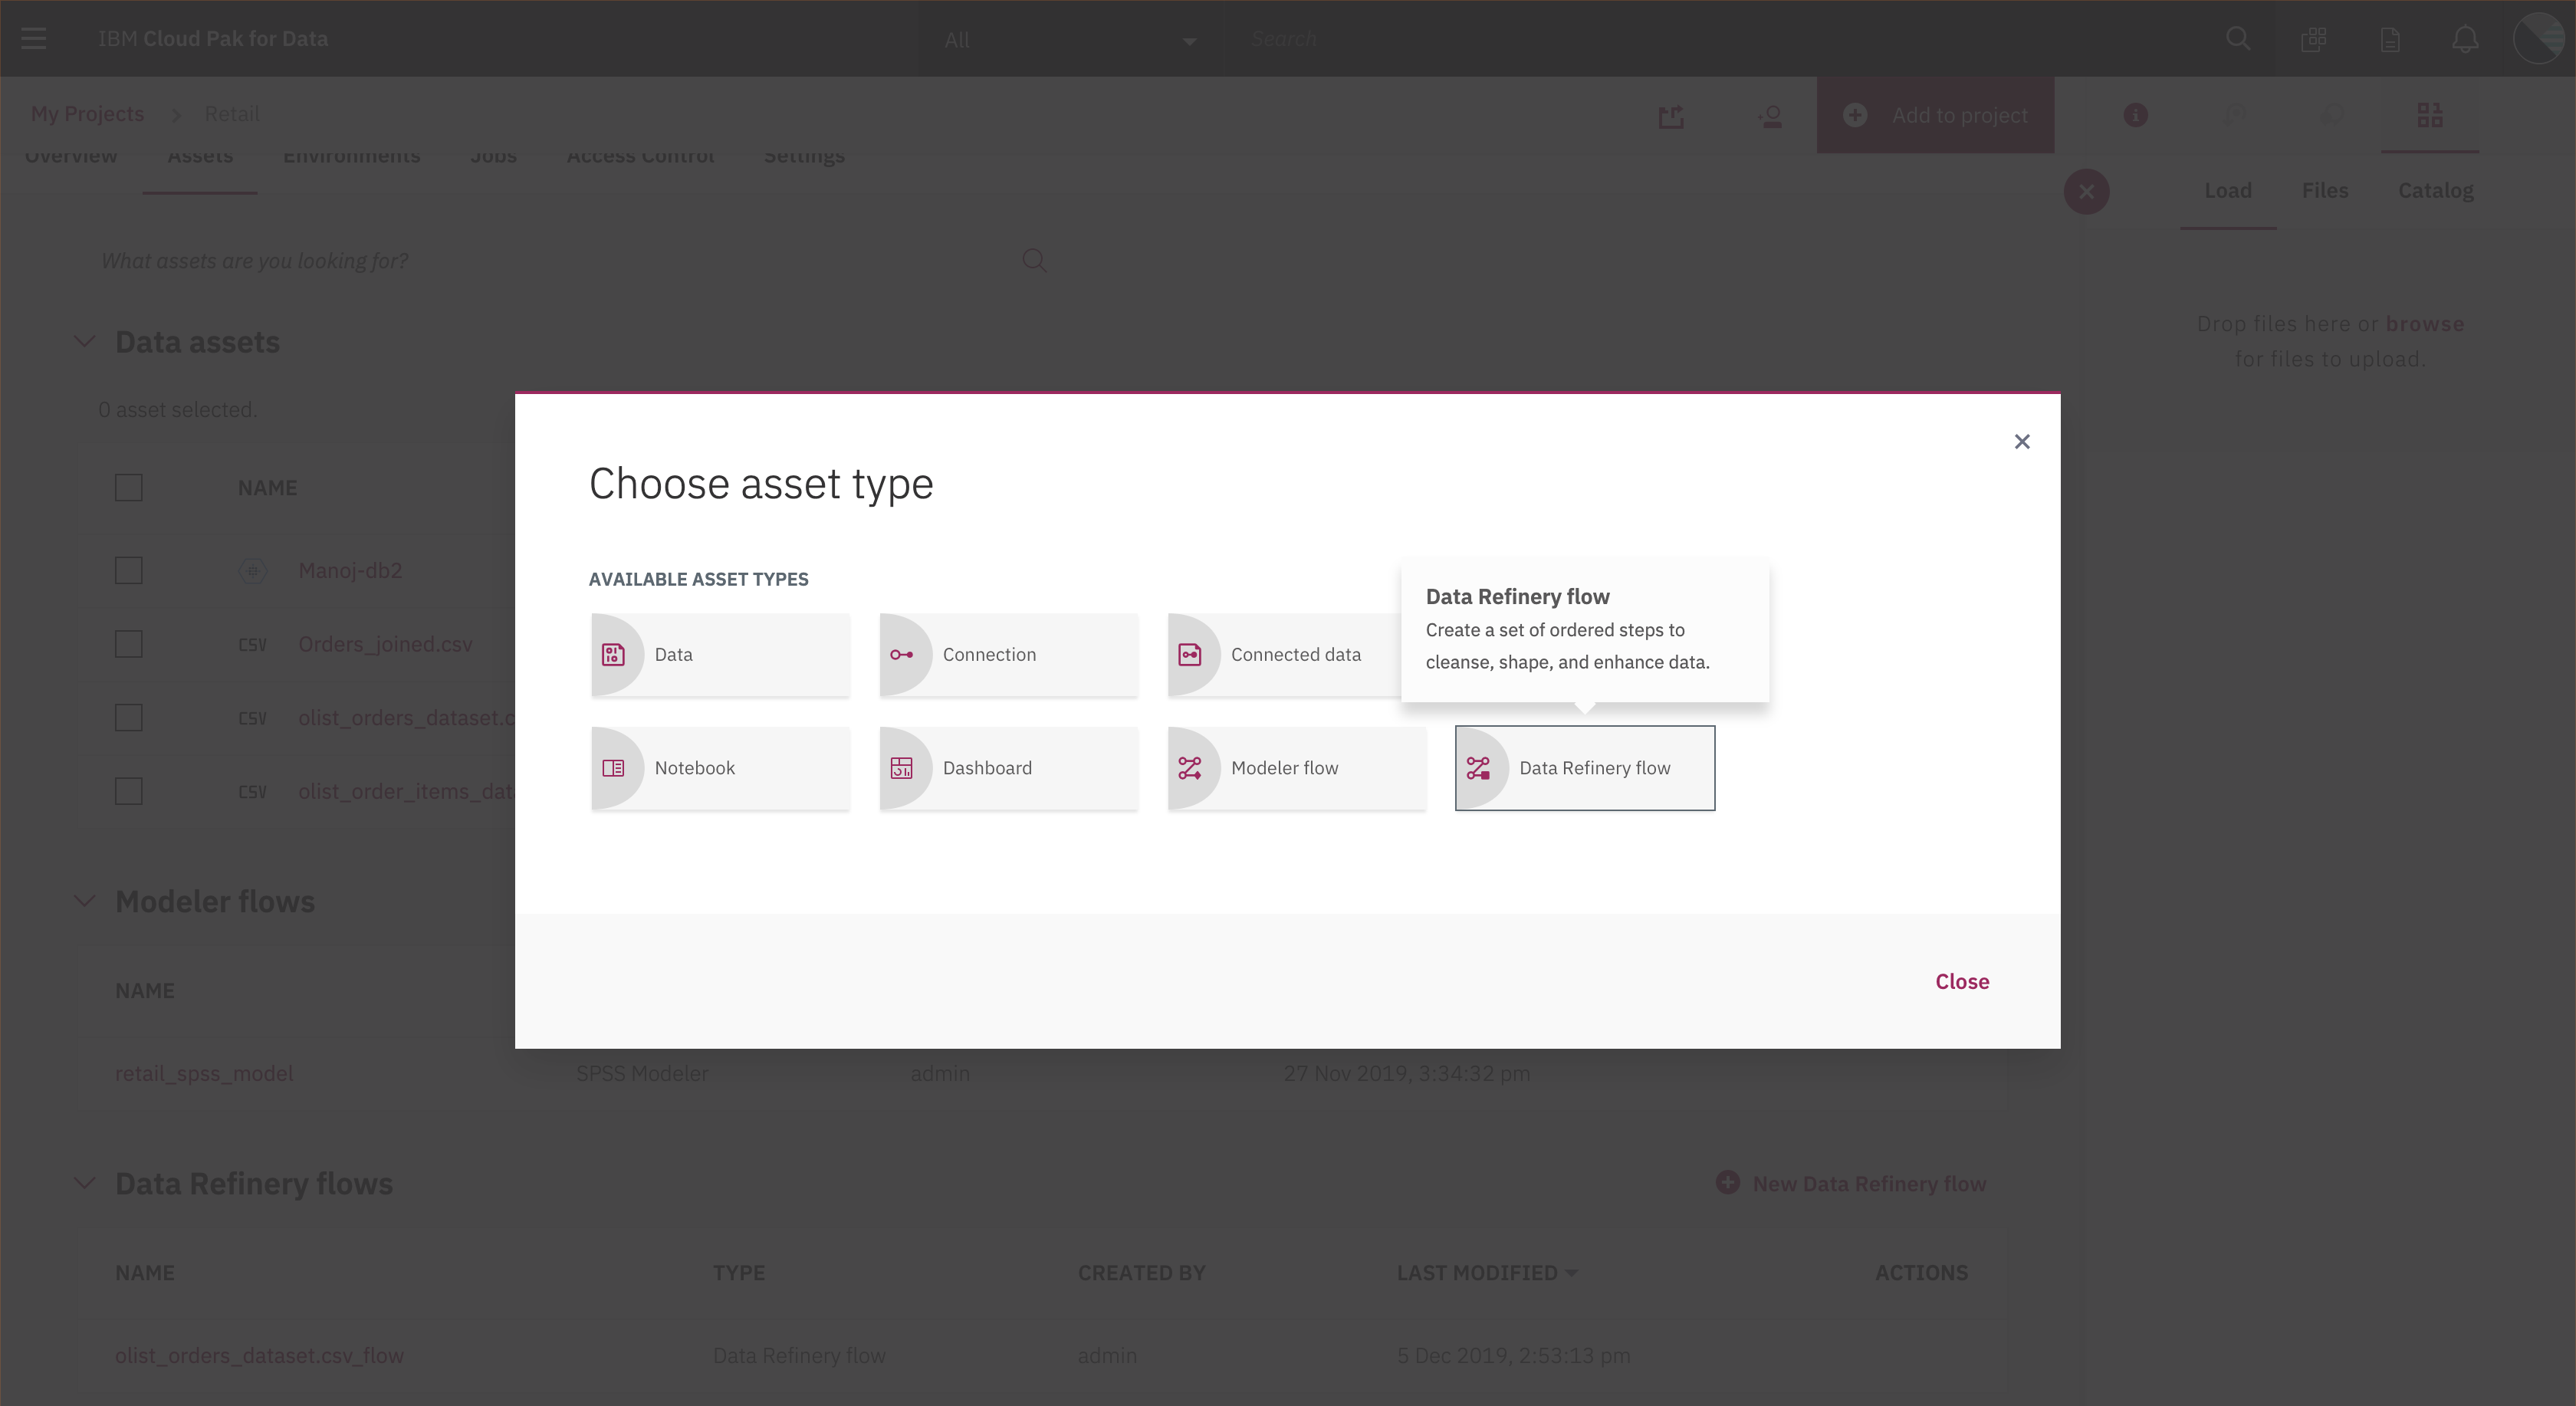 IBM Cloud Pak for Data
All
Search
My Projects > Retail
Add to project
Overview Assets Environments Jobs Access Control Settings
Load Files Catalog
What assets are you looking for?
Drop files here or browse
for files to upload.
Data assets
0 asset selected.
NAME
Manoj-db2
CSV Orders_joined.csv
CSV olist_orders_dataset.c
CSV olist_order_items_dat
Choose asset type
AVAILABLE ASSET TYPES
Data
Connection
Connected data
Data Refinery flow
Create a set of ordered steps to
cleanse, shape, and enhance data.
Notebook
Dashboard
Modeler flow
Data Refinery flow
Close
Modeler flows
NAME
retail_spss_model SPSS Modeler admin 27 Nov 2019, 3:34:32 pm
Data Refinery flows
New Data Refinery flow
NAME TYPE CREATED BY LAST MODIFIED ACTIONS
olist_orders_dataset.csv_flow Data Refinery flow admin 5 Dec 2019, 2:53:13 pm